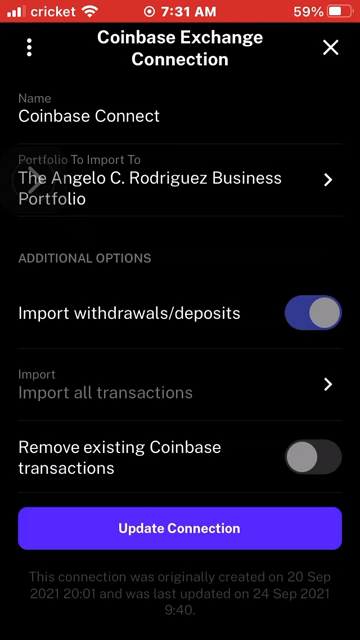 cricket 7:31 AM 59%
Coinbase Exchange
Connection
Name
Coinbase Connect
Portfolio To Import To
The Angelo C. Rodriguez Business
Portfolio
ADDITIONAL OPTIONS
Import withdrawals/deposits
Import
Import all transactions
Remove existing Coinbase
transactions
Update Connection
This connection was originally created on 20 Sep
2021 20:01 and was last updated on 24 Sep 2021
9:40.